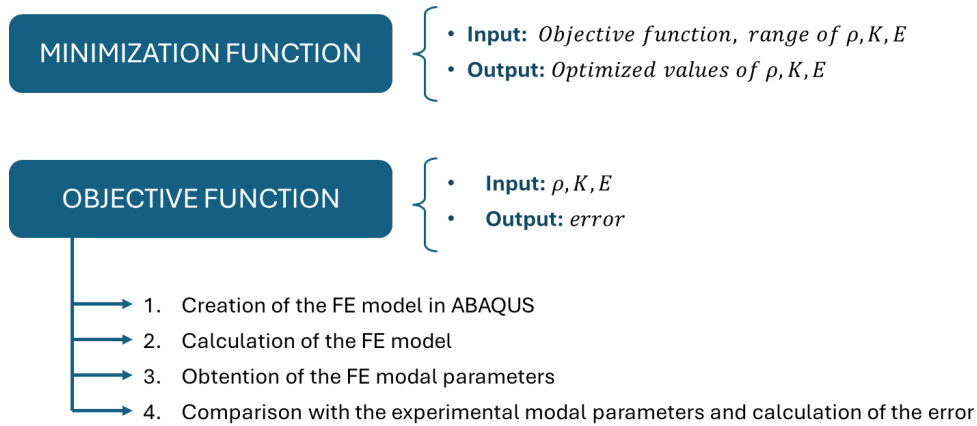 MINIMIZATION FUNCTION
• Input: Objective function, range of ρ, K, E
• Output: Optimized values of ρ, K, E
OBJECTIVE FUNCTION
• Input: ρ, K, E
• Output: error
1. Creation of the FE model in ABAQUS
2. Calculation of the FE model
3. Obtention of the FE modal parameters
4. Comparison with the experimental modal parameters and calculation of the error